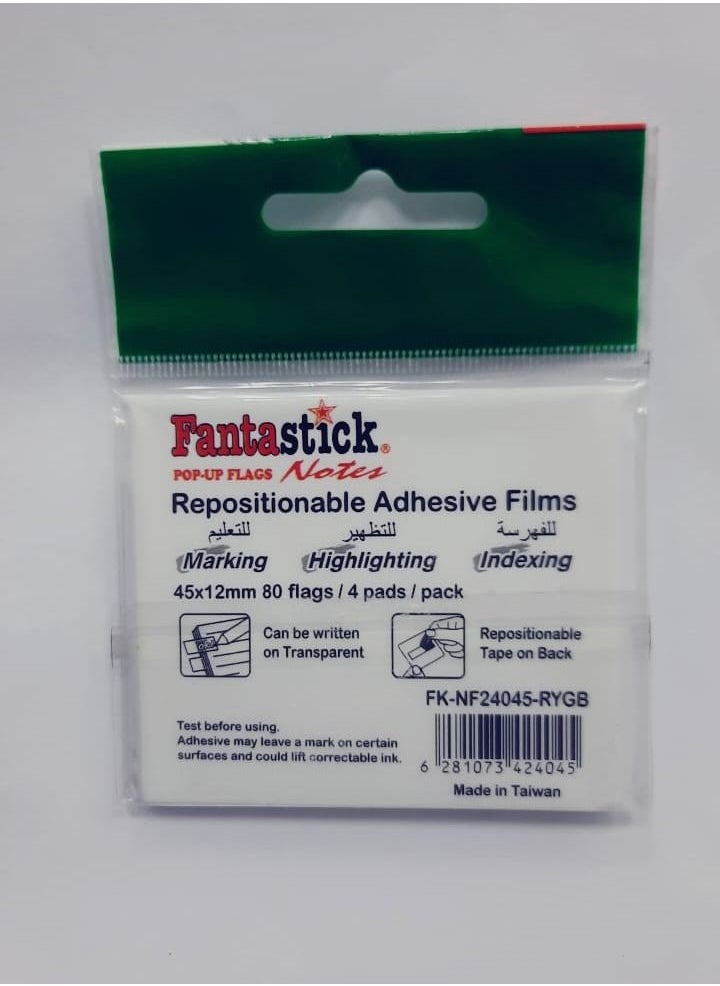 Fantastick®
POP-UP FLAGS Notes
Repositionable Adhesive Films
للتعليم للتظهير للفهرسة
Marking Highlighting Indexing
45x12mm 80 flags / 4 pads / pack
Can be written
on Transparent
Repositionable
Tape on Back
FK-NF24045-RYGB
Test before using.
Adhesive may leave a mark on certain
surfaces and could lift correctable ink.
6 281073 424045
Made in Taiwan